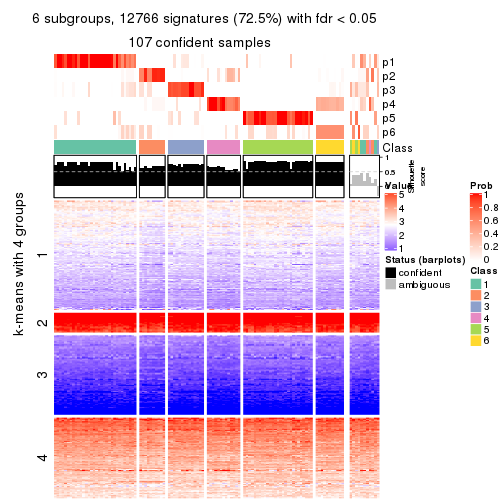 6 subgroups, 12766 signatures (72.5%) with fdr < 0.05
107 confident samples
p1
p2
p3
p4
p5
p6
Class
1
0.5
0
Silhouette
score
k-means with 4 groups
1
2
3
4
Value
5
4
3
2
1
Status (barplots)
confident
ambiguous
Prob
1
0.8
0.6
0.4
0.2
0
Class
1
2
3
4
5
6